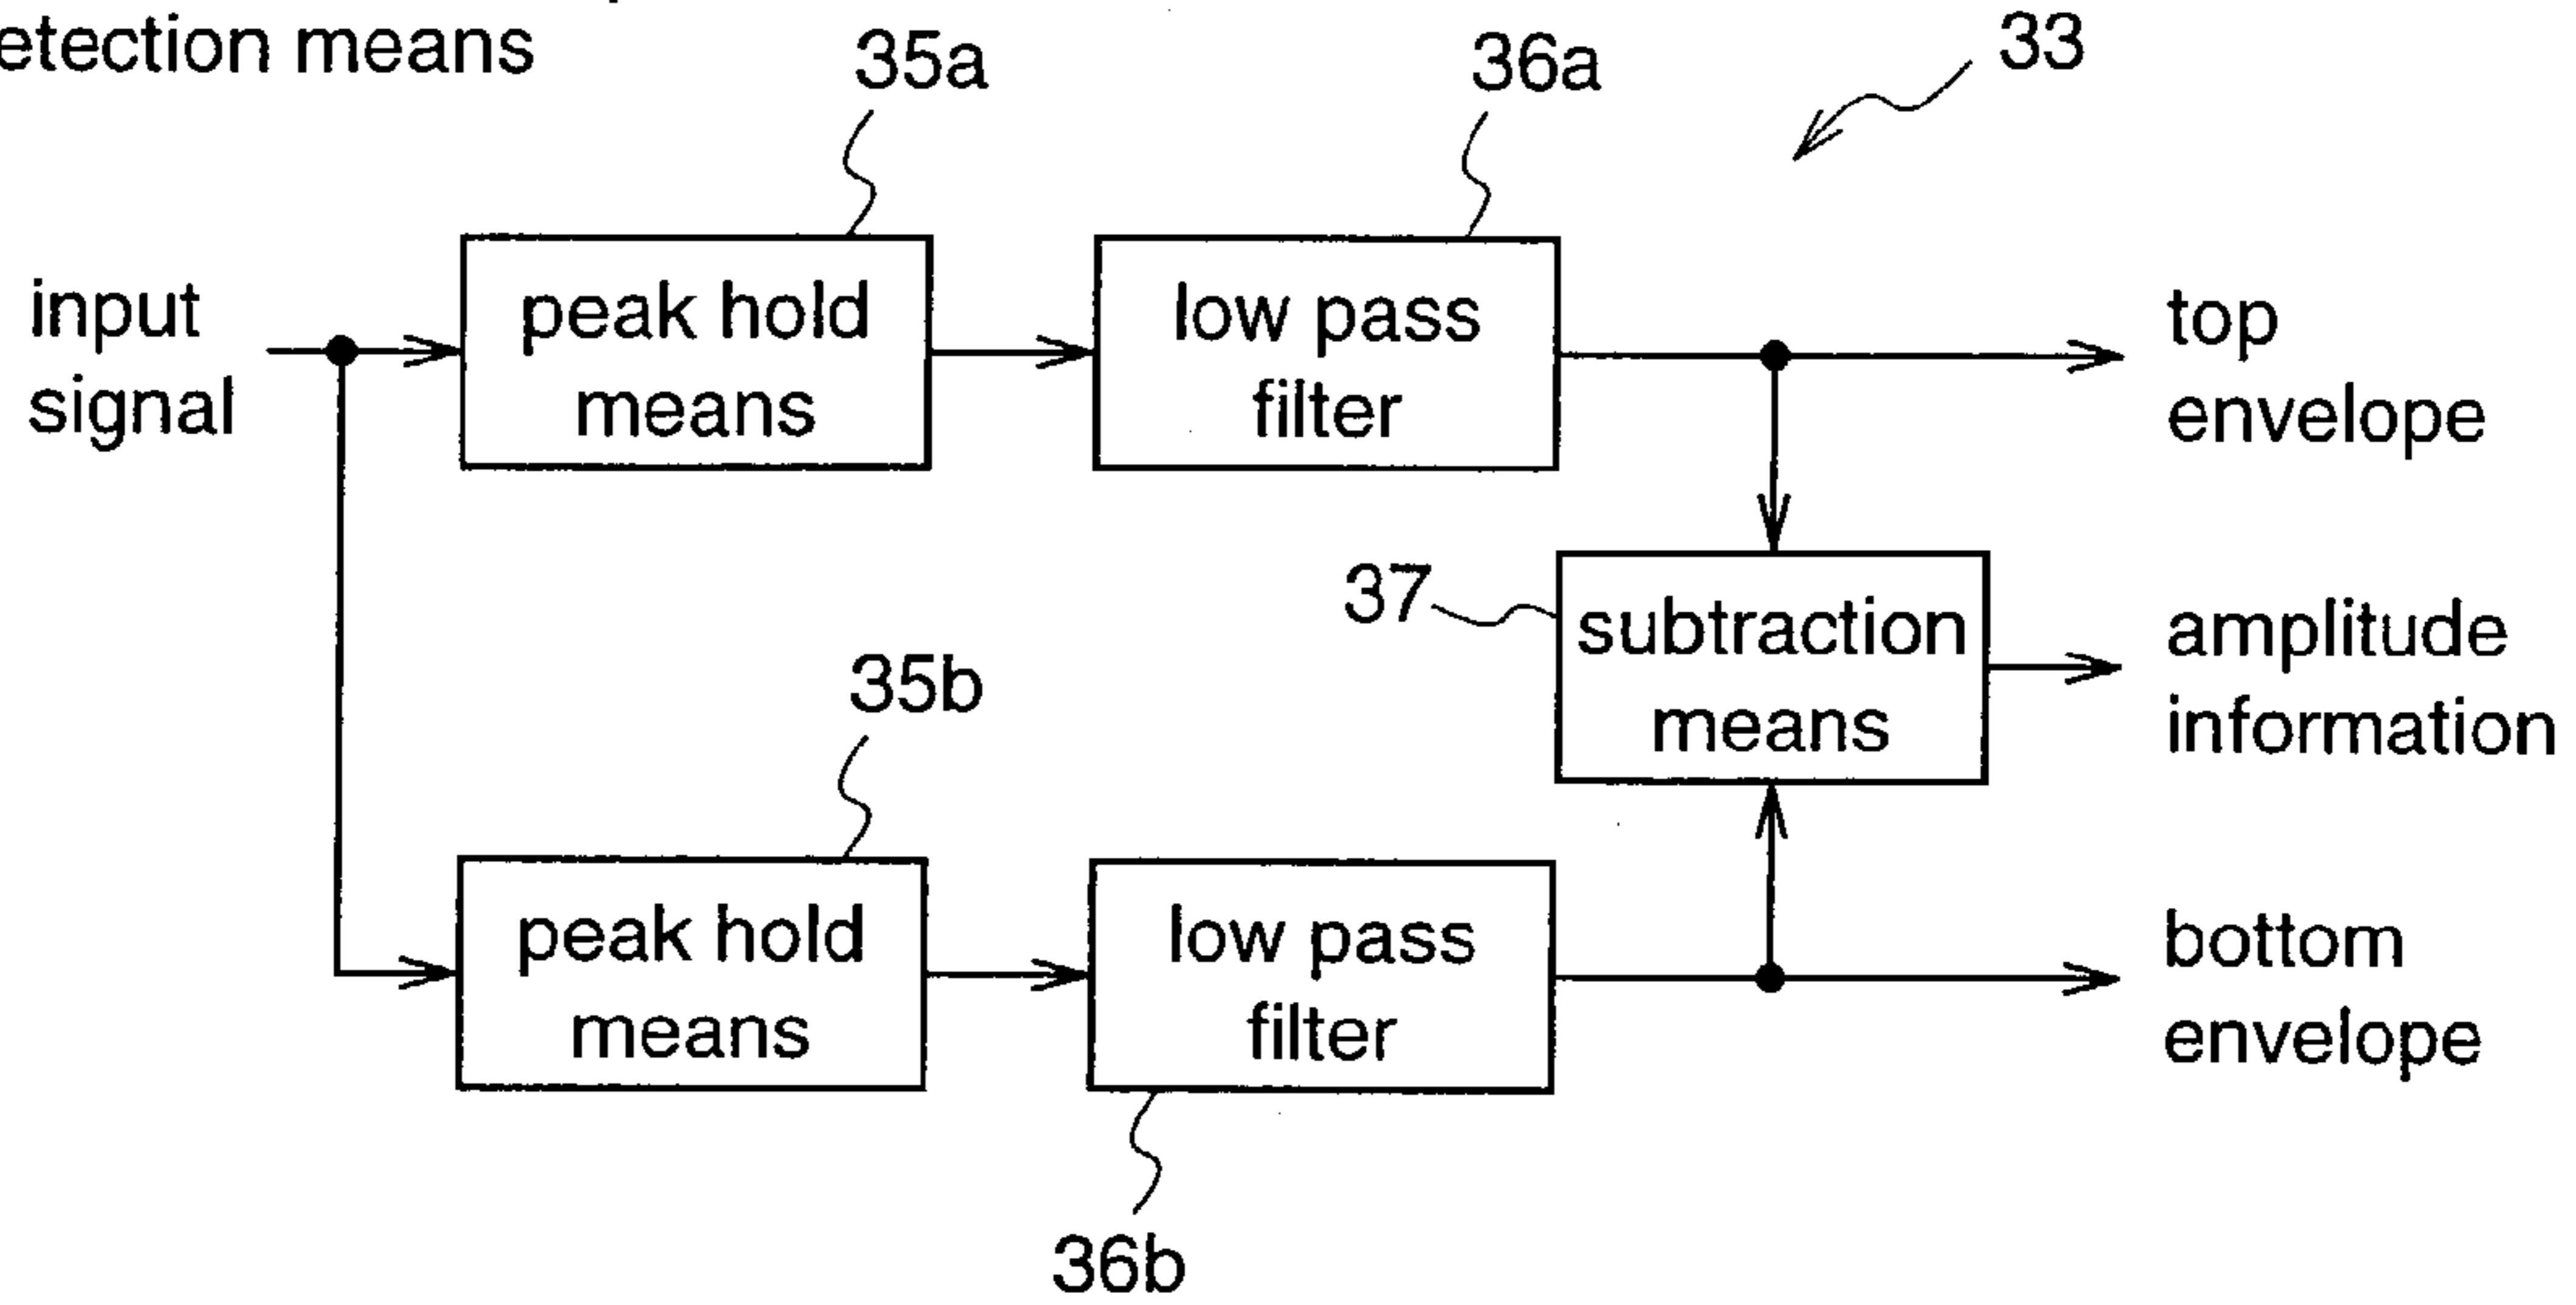 etection means
35a
36a
33
input
signal
peak hold
means
low pass
filter
top
envelope
37
subtraction
means
amplitude
information
35b
peak hold
means
low pass
filter
bottom
envelope
36b